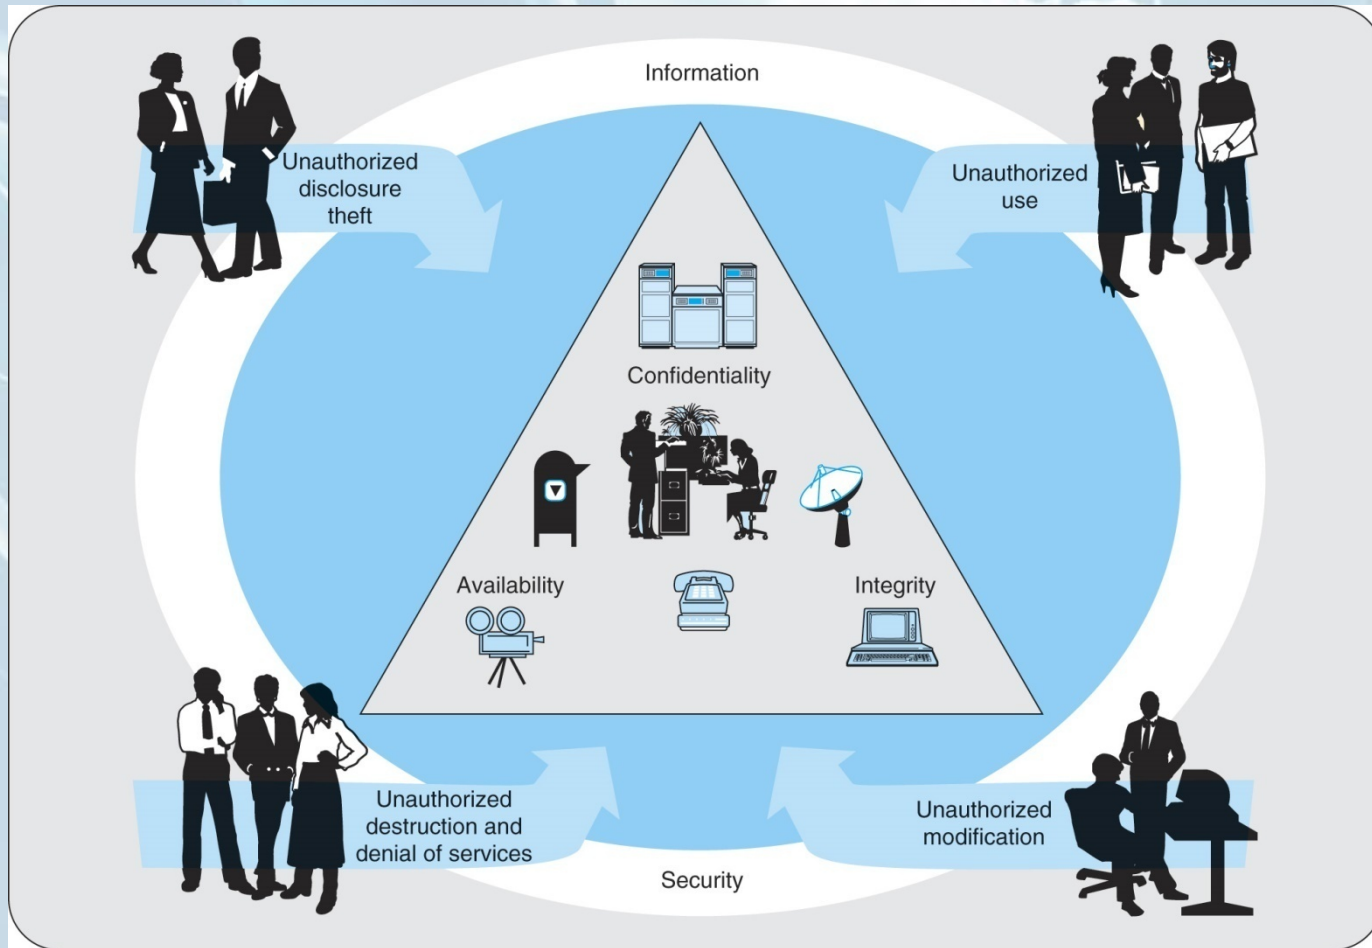 Information
Unauthorized
disclosure
theft
Unauthorized
use
Confidentiality
Availability
Integrity
Unauthorized
destruction and
denial of services
Unauthorized
modification
Security